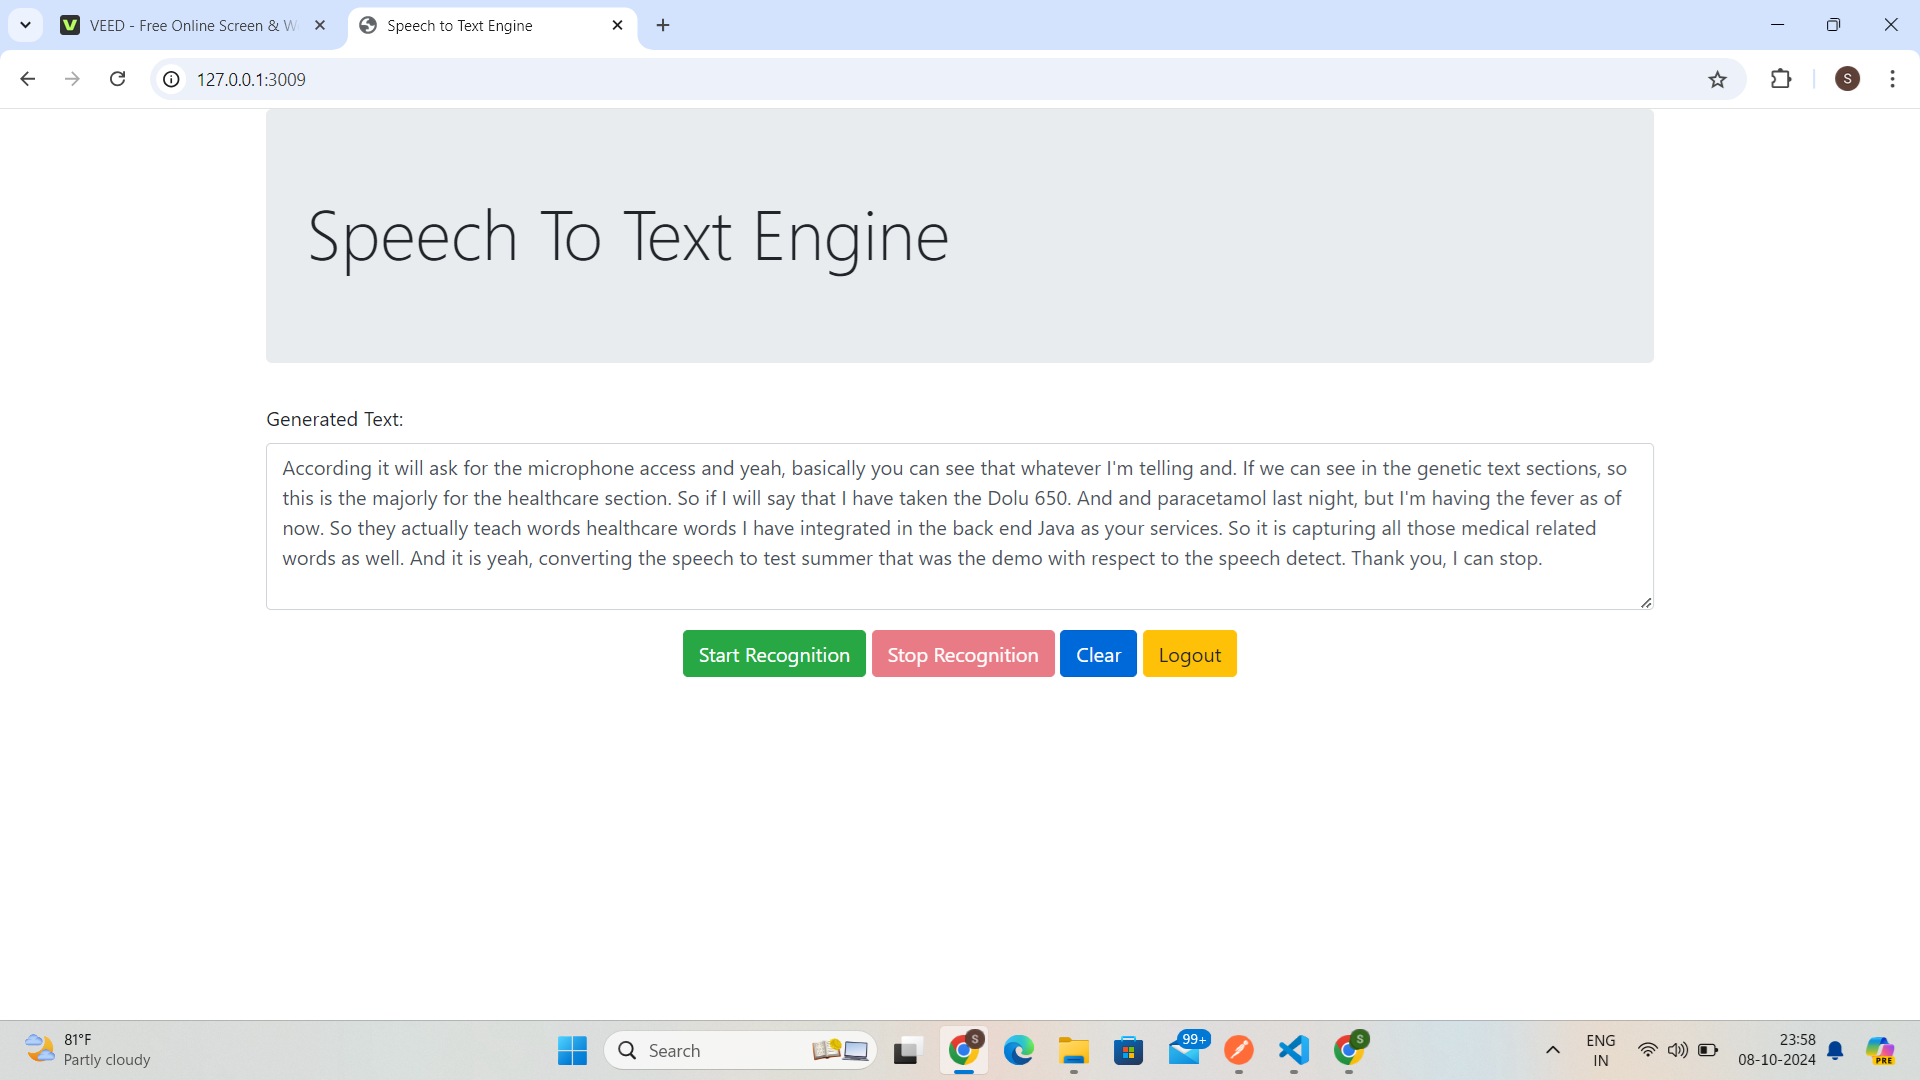 VEED - Free Online Screen & W
Speech to Text Engine
127.0.0.1:3009
S
Speech To Text Engine
Generated Text:
According it will ask for the microphone access and yeah, basically you can see that whatever I'm telling and. If we can see in the genetic text sections, so
this is the majorly for the healthcare section. So if I will say that I have taken the Dolu 650. And and paracetamol last night, but I'm having the fever as of
now. So they actually teach words healthcare words I have integrated in the back end Java as your services. So it is capturing all those medical related
words as well. And it is yeah, converting the speech to test summer that was the demo with respect to the speech detect. Thank you, I can stop.
Start Recognition Stop Recognition Clear Logout
81°F
Partly cloudy
Search
S
99+
S
ENG
IN
23:58
08-10-2024
PRE